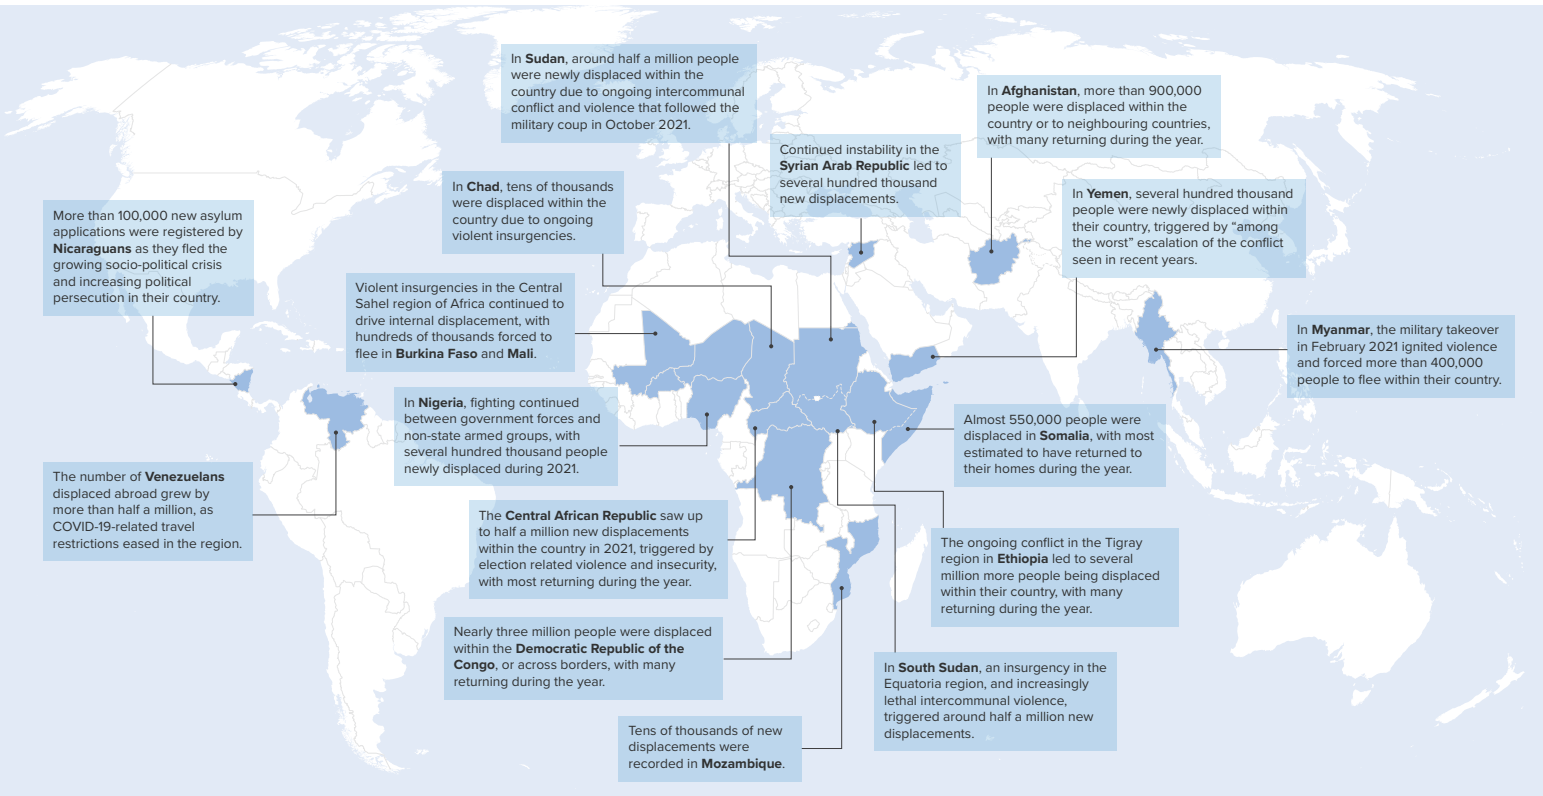 In Sudan, around half a million people
were newly displaced within the
country due to ongoing intercommunal
conflict and violence that followed the
military coup in October 2021.
In Afghanistan, more than 900,000
people were displaced within the
country or to neighbouring countries,
with many returning during the year.
Continued instability in the
Syrian Arab Republic led to
several hundred thousand
new displacements.
In Chad, tens of thousands
were displaced within the
country due to ongoing
violent insurgencies.
In Yemen, several hundred thousand
people were newly displaced within
their country, triggered by “among
the worst” escalation of the conflict
seen in recent years.
More than 100,000 new asylum
applications were registered by
Nicaraguans as they fled the
growing socio-political crisis
and increasing political
persecution in their country.
Violent insurgencies in the Central
Sahel region of Africa continued to
drive internal displacement, with
hundreds of thousands forced to
flee in Burkina Faso and Mali.
In Myanmar, the military takeover
in February 2021 ignited violence
and forced more than 400,000
people to flee within their country.
In Nigeria, fighting continued
between government forces and
non-state armed groups, with
several hundred thousand people
newly displaced during 2021.
Almost 550,000 people were
displaced in Somalia, with most
estimated to have returned to
their homes during the year.
The number of Venezuelans
displaced abroad grew by
more than half a million, as
COVID-19-related travel
restrictions eased in the region.
The Central African Republic saw up
to half a million new displacements
within the country in 2021, triggered by
election related violence and insecurity,
with most returning during the year.
The ongoing conflict in the Tigray
region in Ethiopia led to several
million more people being displaced
within their country, with many
returning during the year.
Nearly three million people were displaced
within the Democratic Republic of the
Congo, or across borders, with many
returning during the year.
In South Sudan, an insurgency in the
Equatoria region, and increasingly
lethal intercommunal violence,
triggered around half a million new
displacements.
Tens of thousands of new
displacements were
recorded in Mozambique.